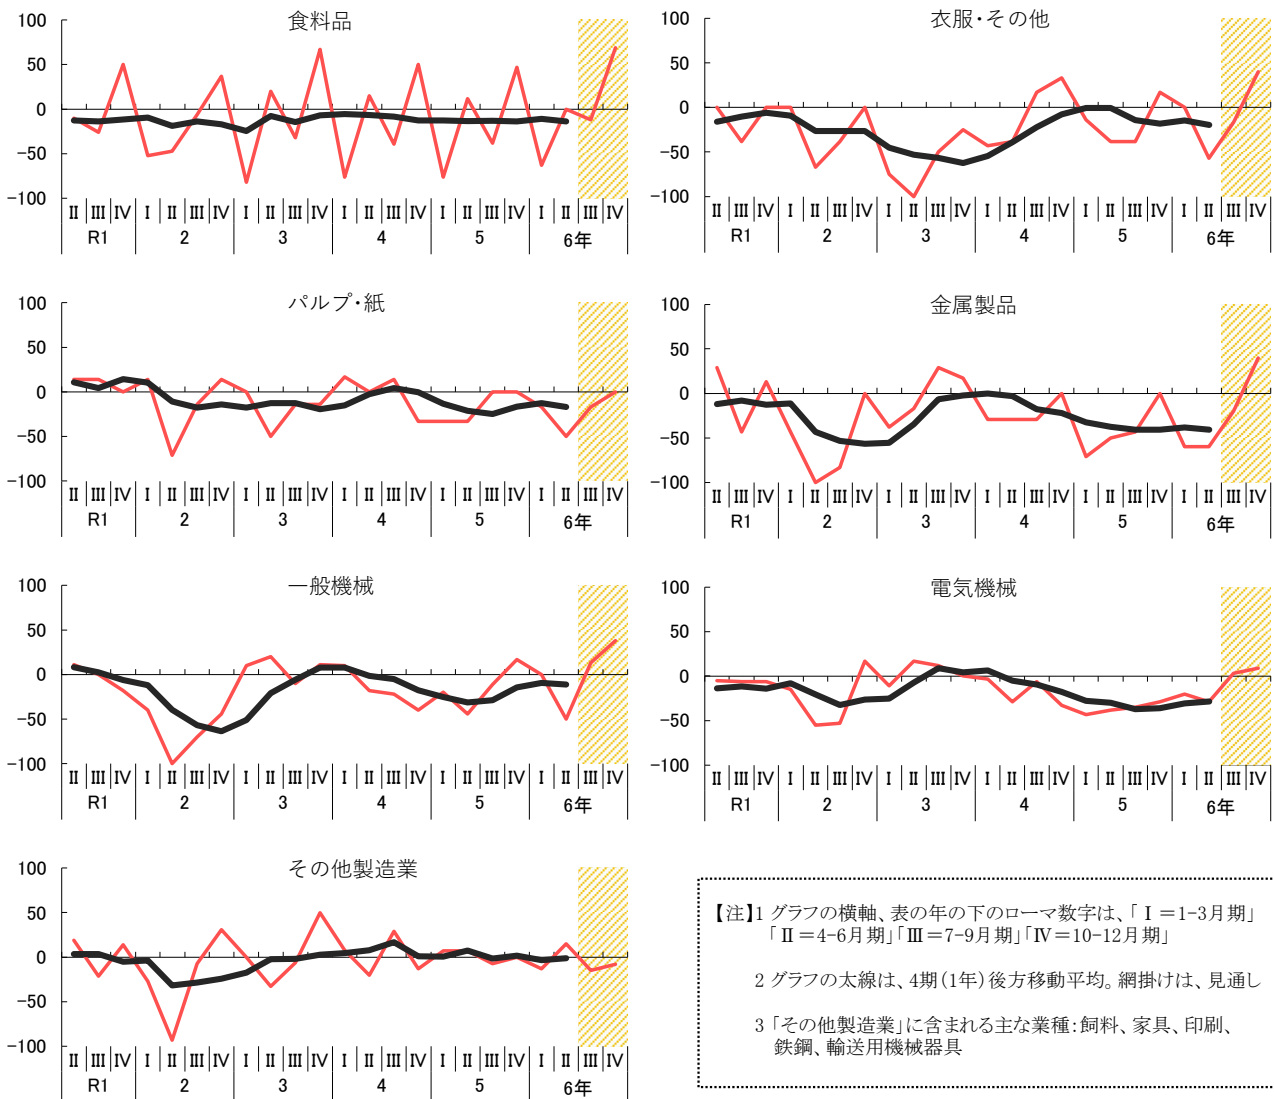 食料品
100
50
0
-50
-100
Ⅱ Ⅲ Ⅳ Ⅰ Ⅱ Ⅲ Ⅳ Ⅰ Ⅱ Ⅲ Ⅳ Ⅰ Ⅱ Ⅲ Ⅳ Ⅰ Ⅱ Ⅲ Ⅳ Ⅰ Ⅱ Ⅲ Ⅳ
R1 2 3 4 5 6年
衣服・その他
100
50
0
-50
-100
Ⅱ Ⅲ Ⅳ Ⅰ Ⅱ Ⅲ Ⅳ Ⅰ Ⅱ Ⅲ Ⅳ Ⅰ Ⅱ Ⅲ Ⅳ Ⅰ Ⅱ Ⅲ Ⅳ Ⅰ Ⅱ Ⅲ Ⅳ
R1 2 3 4 5 6年
パルプ・紙
100
50
0
-50
-100
Ⅱ Ⅲ Ⅳ Ⅰ Ⅱ Ⅲ Ⅳ Ⅰ Ⅱ Ⅲ Ⅳ Ⅰ Ⅱ Ⅲ Ⅳ Ⅰ Ⅱ Ⅲ Ⅳ Ⅰ Ⅱ Ⅲ Ⅳ
R1 2 3 4 5 6年
金属製品
100
50
0
-50
-100
Ⅱ Ⅲ Ⅳ Ⅰ Ⅱ Ⅲ Ⅳ Ⅰ Ⅱ Ⅲ Ⅳ Ⅰ Ⅱ Ⅲ Ⅳ Ⅰ Ⅱ Ⅲ Ⅳ Ⅰ Ⅱ Ⅲ Ⅳ
R1 2 3 4 5 6年
一般機械
100
50
0
-50
-100
Ⅱ Ⅲ Ⅳ Ⅰ Ⅱ Ⅲ Ⅳ Ⅰ Ⅱ Ⅲ Ⅳ Ⅰ Ⅱ Ⅲ Ⅳ Ⅰ Ⅱ Ⅲ Ⅳ Ⅰ Ⅱ Ⅲ Ⅳ
R1 2 3 4 5 6年
電気機械
100
50
0
-50
-100
Ⅱ Ⅲ Ⅳ Ⅰ Ⅱ Ⅲ Ⅳ Ⅰ Ⅱ Ⅲ Ⅳ Ⅰ Ⅱ Ⅲ Ⅳ Ⅰ Ⅱ Ⅲ Ⅳ Ⅰ Ⅱ Ⅲ Ⅳ
R1 2 3 4 5 6年
その他製造業
100
50
0
-50
-100
Ⅱ Ⅲ Ⅳ Ⅰ Ⅱ Ⅲ Ⅳ Ⅰ Ⅱ Ⅲ Ⅳ Ⅰ Ⅱ Ⅲ Ⅳ Ⅰ Ⅱ Ⅲ Ⅳ Ⅰ Ⅱ Ⅲ Ⅳ
R1 2 3 4 5 6年
【注】1 グラフの横軸、表の年の下のローマ数字は、「Ⅰ＝1-3月期」
「Ⅱ＝4-6月期」「Ⅲ＝7-9月期」「Ⅳ＝10-12月期」
2 グラフの太線は、4期(1年)後方移動平均。網掛けは、見通し
3 「その他製造業」に含まれる主な業種：飼料、家具、印刷、
鉄鋼、輸送用機械器具